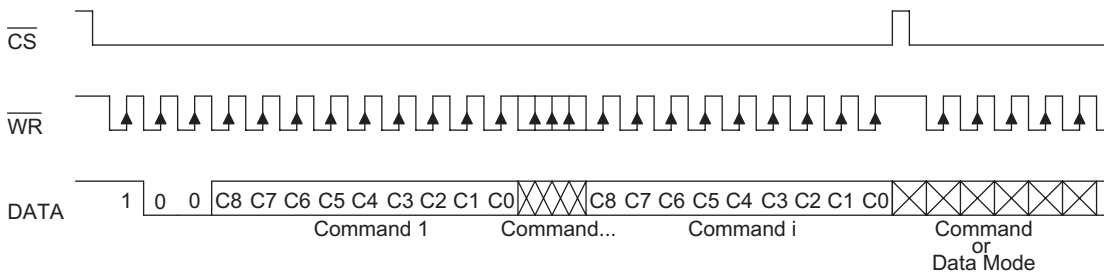 CS
WR
DATA 1 0 0 C8 C7 C6 C5 C4 C3 C2 C1 C0 C8 C7 C6 C5 C4 C3 C2 C1 C0
Command 1 Command... Command i Command
or
Data Mode